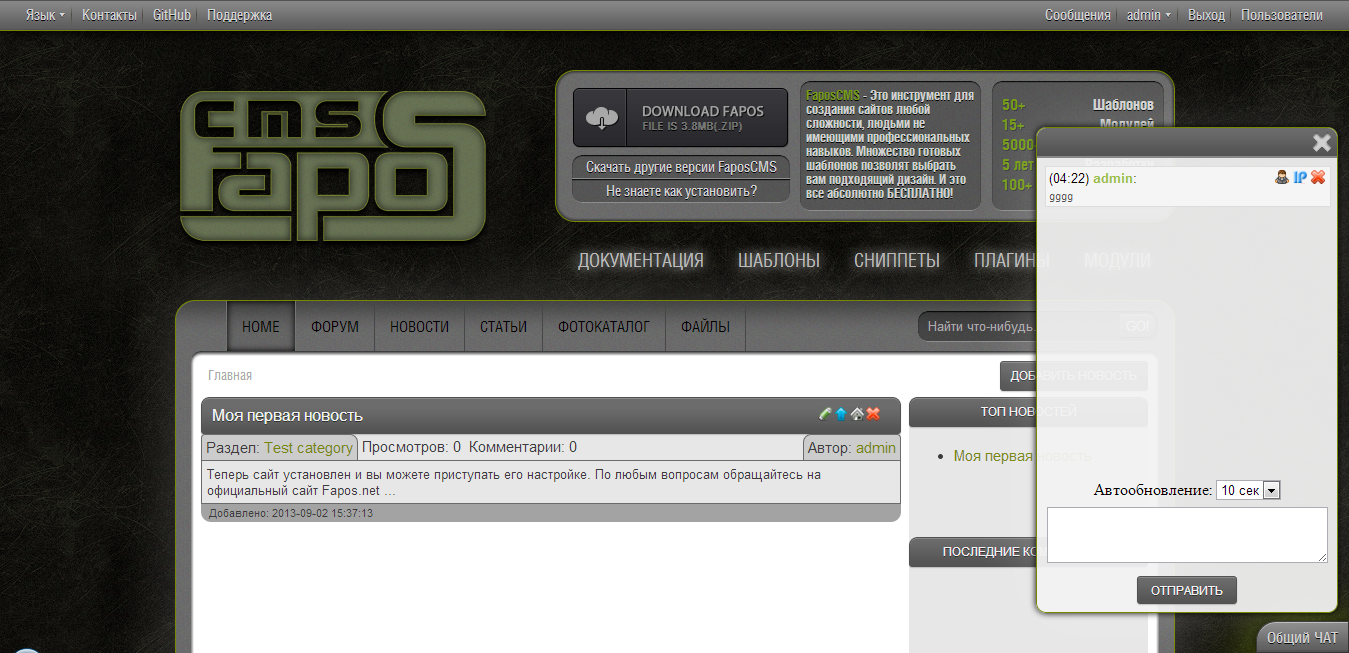 Язык Контакты GitHub Поддержка
Сообщения admin Выход Пользователи
cms
Fapos
DOWNLOAD FAPOS
FILE IS 3.8MB(.ZIP)
Скачать другие версии FaposCMS
Не знаете как установить?
FaposCMS - Это инструмент для
создания сайтов любой
сложности, людьми не
имеющими профессиональных
навыков. Множество готовых
шаблонов позволят выбрать
вам подходящий дизайн. И это
все абсолютно БЕСПЛАТНО!
50+ Шаблонов
15+ Модулей
5000
5 лет
100+
ДОКУМЕНТАЦИЯ ШАБЛОНЫ СНИППЕТЫ ПЛАГИНЫ МОДУЛИ
HOME ФОРУМ НОВОСТИ СТАТЬИ ФОТОКАТАЛОГ ФАЙЛЫ
Найти что-нибудь. GO!
Главная
ДОБАВИТЬ НОВОСТЬ
Моя первая новость
Раздел: Test category Просмотров: 0 Комментарии: 0 Автор: admin
Теперь сайт установлен и вы можете приступать его настройке. По любым вопросам обращайтесь на
официальный сайт Fapos.net ...
Добавлено: 2013-09-02 15:37:13
ТОП НОВОСТЕЙ
Моя первая новость
ПОСЛЕДНИЕ КО
(04:22) admin: IP
gggg
Автообновление: 10 сек
ОТПРАВИТЬ
Общий ЧАТ